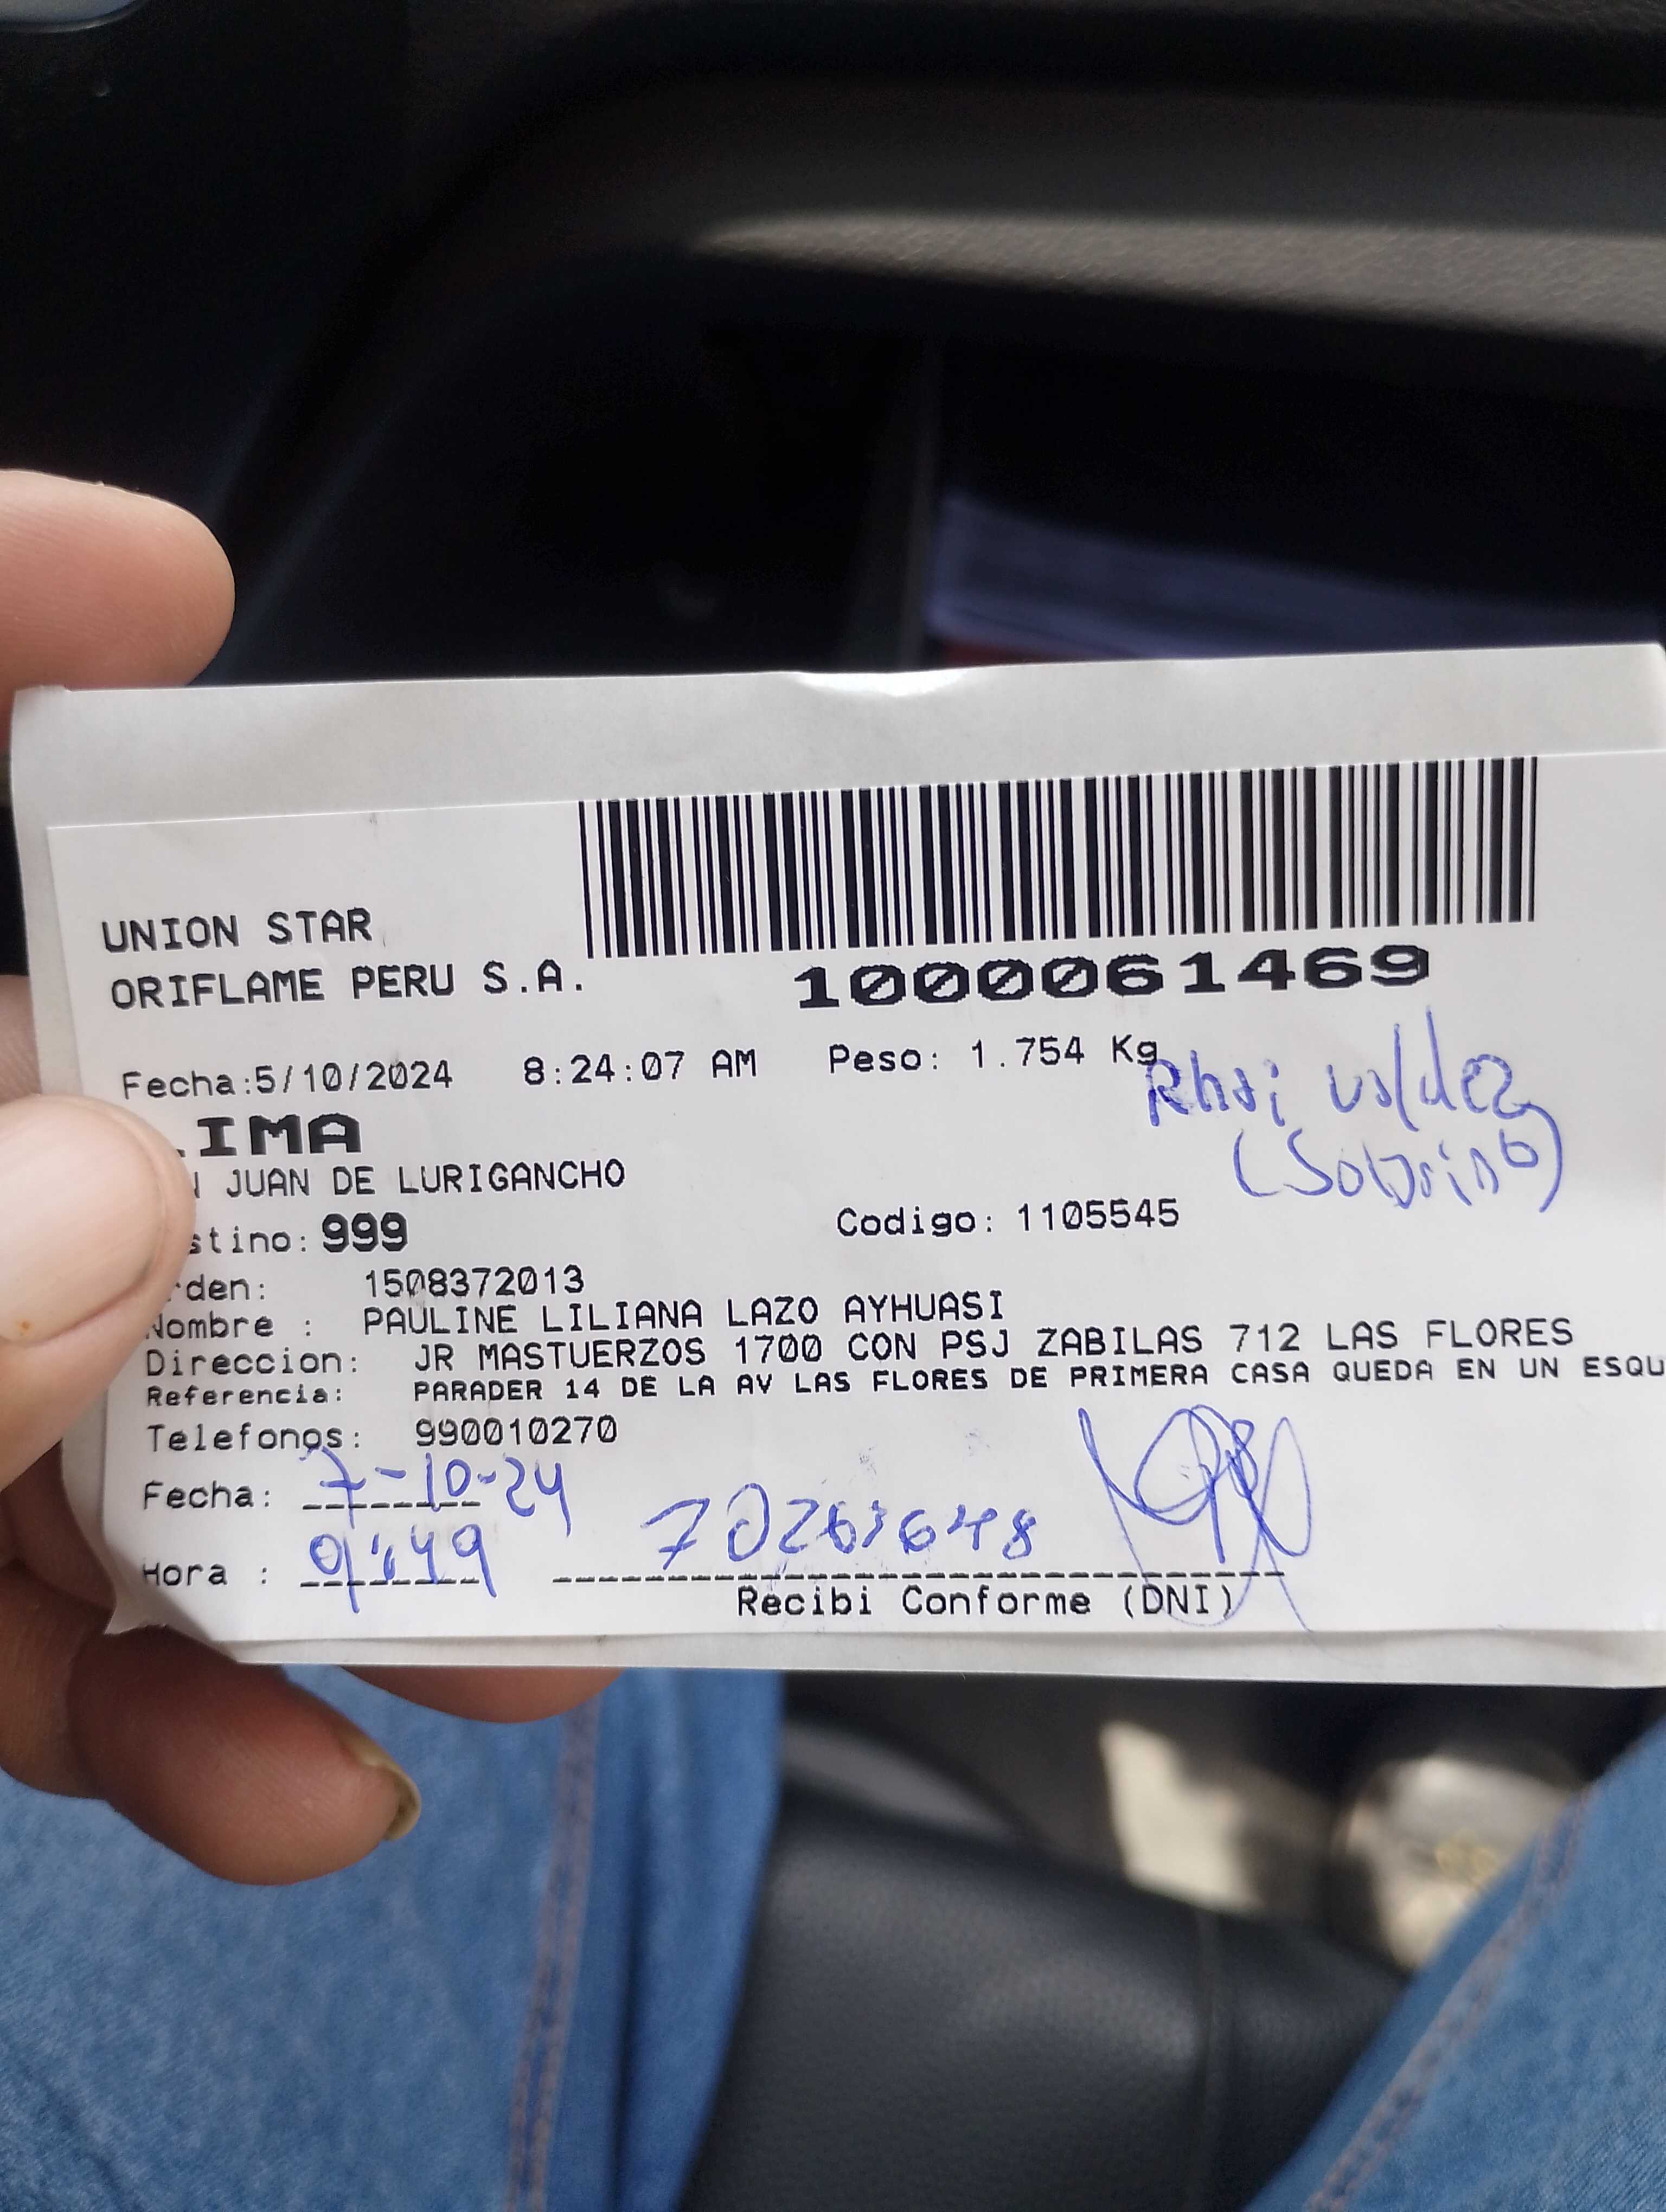 UNION STAR
ORIFLAME PERU S.A.
1000061469
Fecha:5/10/2024 8:24:07 AM Peso: 1.754 Kg
Valdez
(Sobrino)
IMA
JUAN DE LURIGANCHO
stino: 999 Codigo: 1105545
rden: 1508372013
Nombre : PAULINE LILIANA LAZO AYHUASI
Direccion: JR MASTUERZOS 1700 CON PSJ ZABILAS 712 LAS FLORES
Referencia: PARADER 14 DE LA AV LAS FLORES DE PRIMERA CASA QUEDA EN UN ESQU
Telefonos: 990010270
Fecha: 7-10-24
Hora : 9:49
Recibi Conforme (DNI)